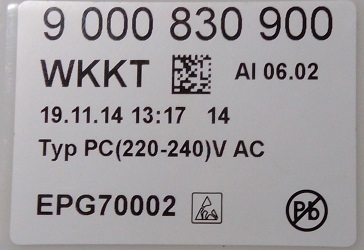 9 000 830 900
WKKT AI 06.02
19.11.14 13:17 14
Typ PC(220-240)V AC
EPG70002 Pb